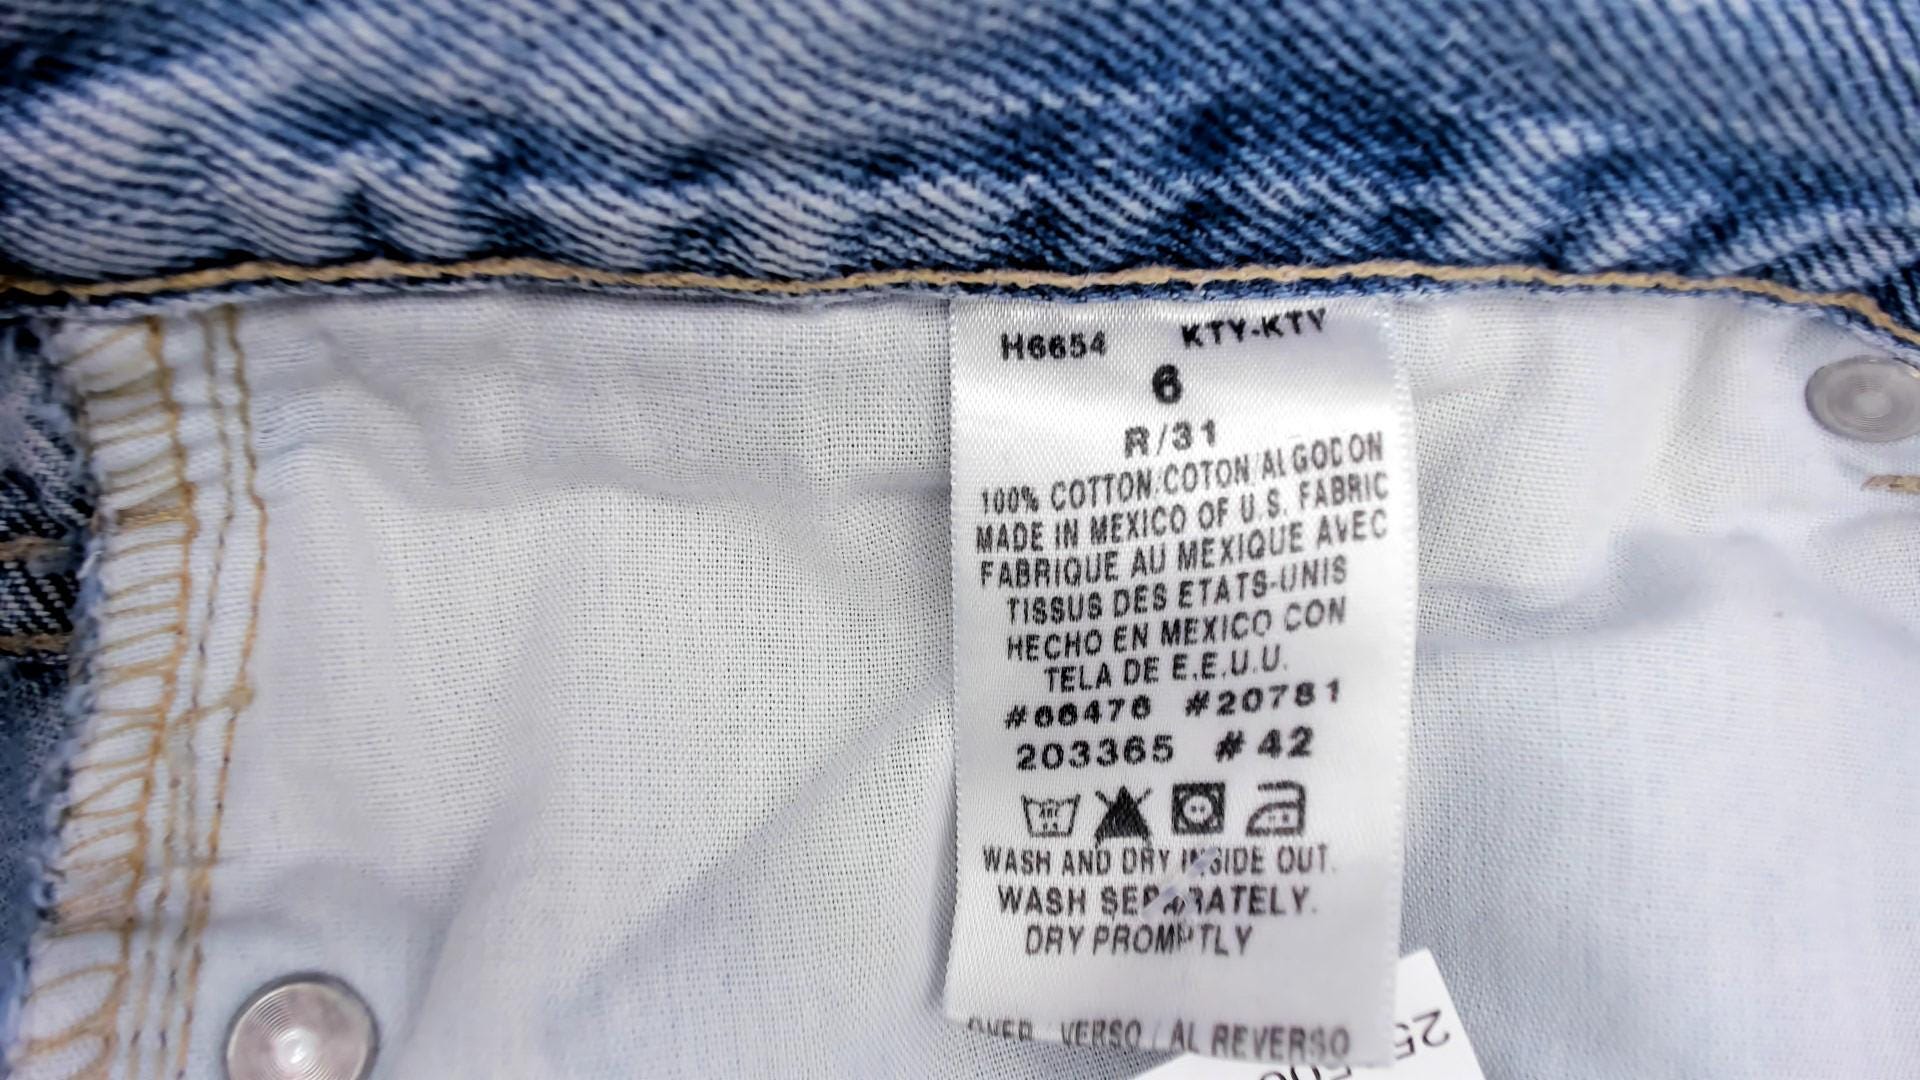 H6654 KTY-KTY
6
R/31
100% COTTON/COTON/ALGODON
MADE IN MEXICO OF U.S. FABRIC
FABRIQUE AU MEXIQUE AVEC
TISSUS DES ETATS-UNIS
HECHO EN MEXICO CON
TELA DE E.E.U.U.
#66476 #20781
203365 #42
WASH AND DRY INSIDE OUT.
WASH SEPARATELY.
DRY PROMPTLY
OVER VERSO / AL REVERSO
25